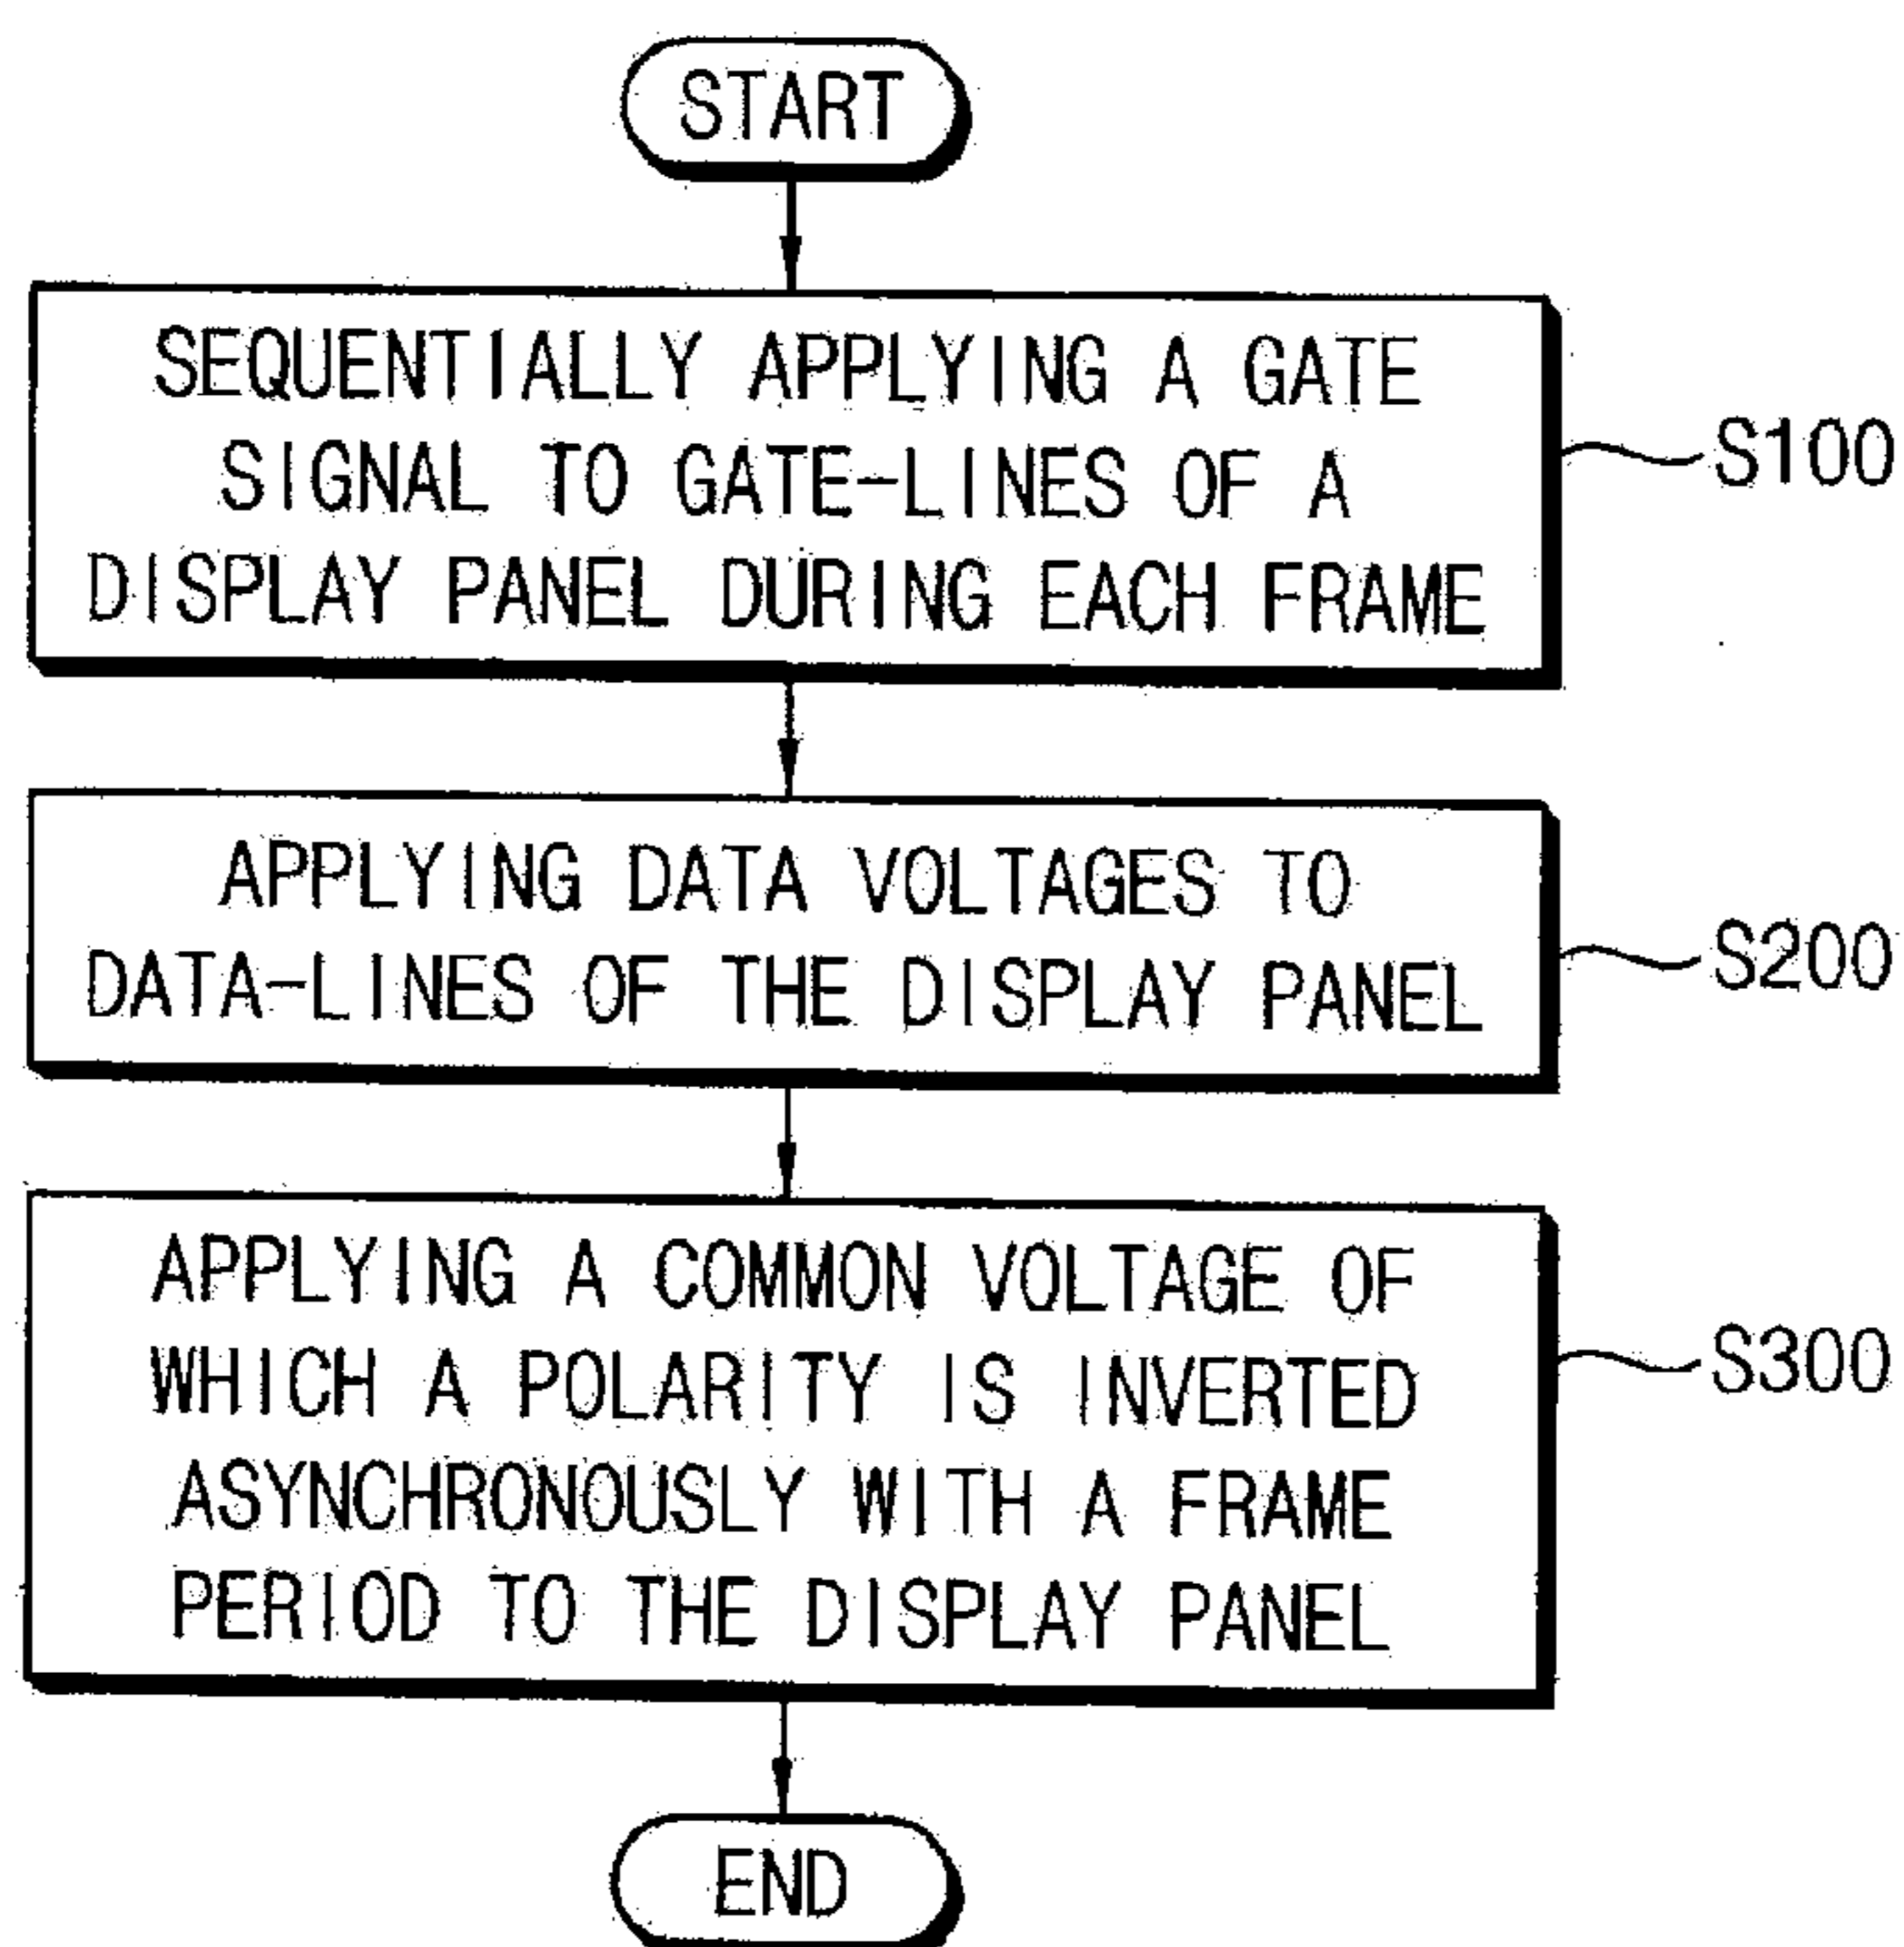 START
SEQUENTIALLY APPLYING A GATE
SIGNAL TO GATE-LINES OF A
DISPLAY PANEL DURING EACH FRAME
S100
APPLYING DATA VOLTAGES TO
DATA-LINES OF THE DISPLAY PANEL
S200
APPLYING A COMMON VOLTAGE OF
WHICH A POLARITY IS INVERTED
ASYNCHRONOUSLY WITH A FRAME
PERIOD TO THE DISPLAY PANEL
S300
END